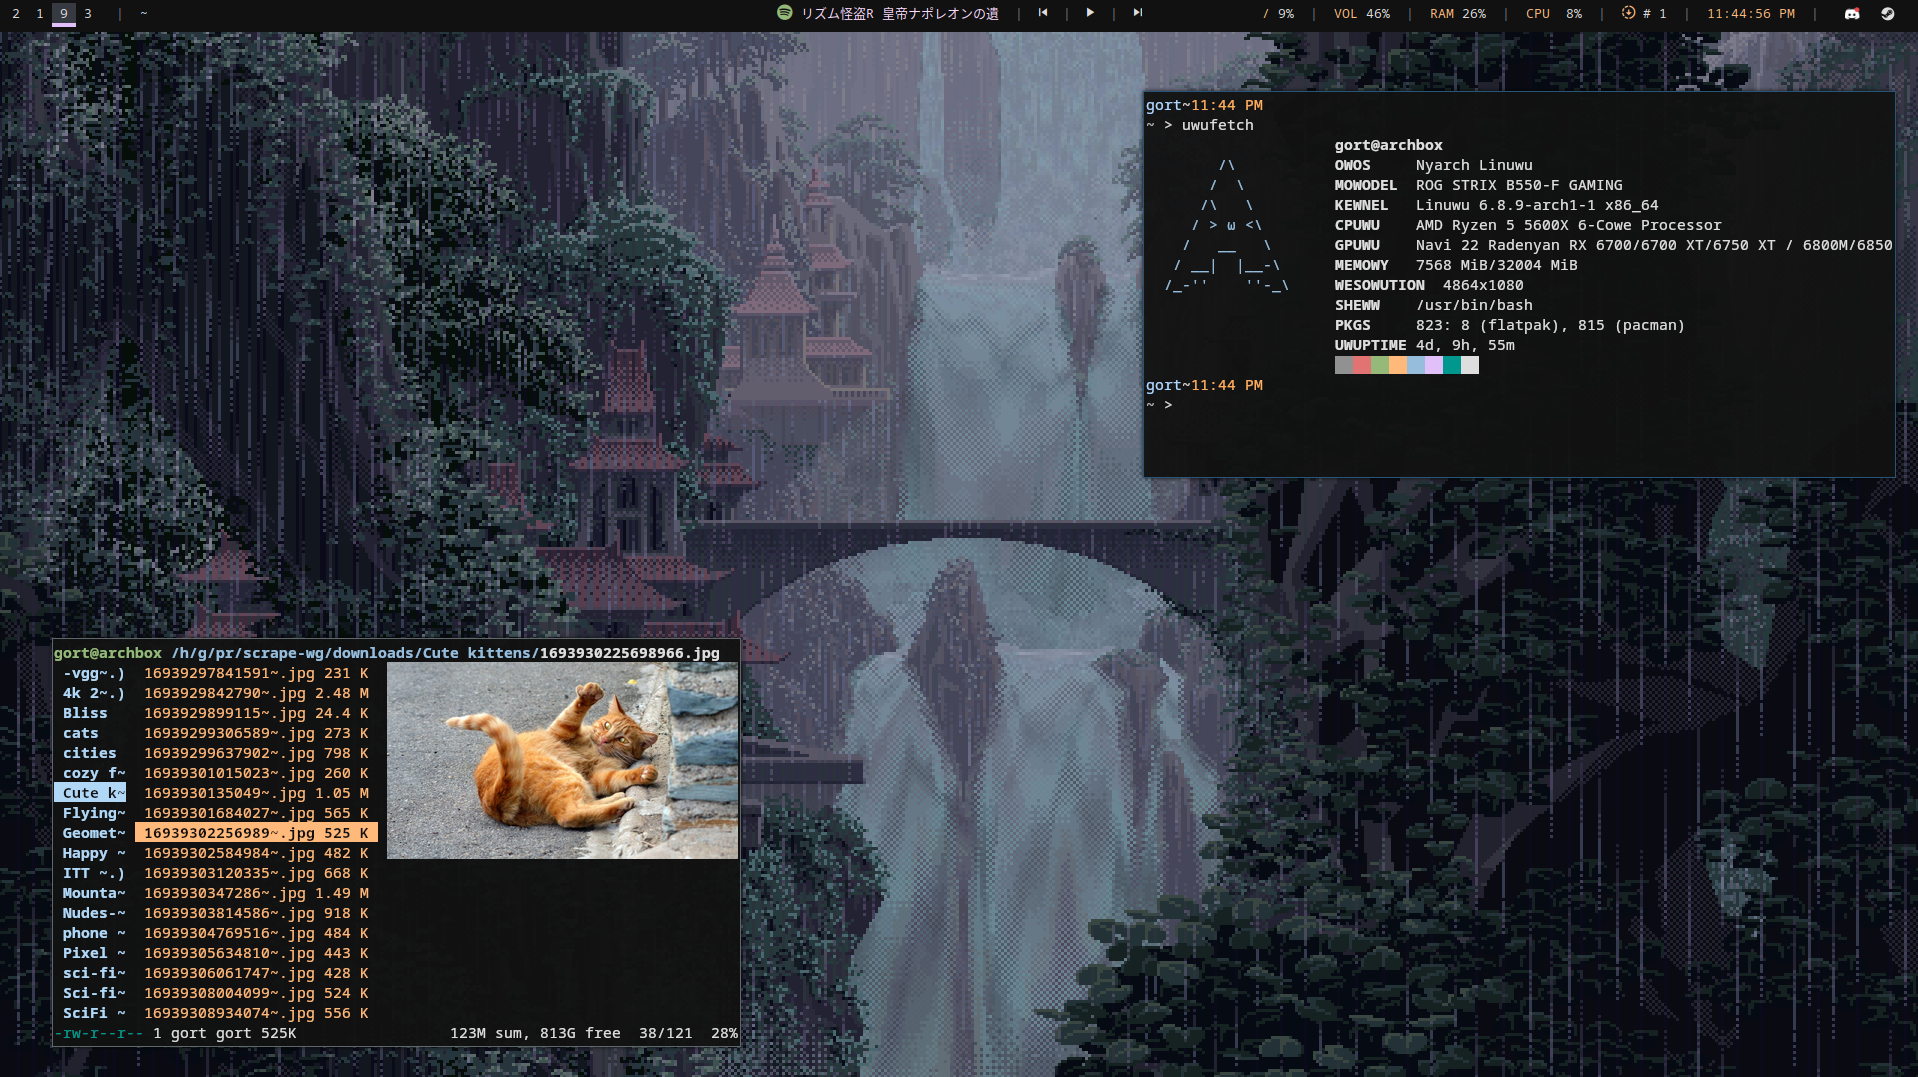 2 1 9 3 | ~
リズム怪盗R 皇帝ナポレオンの遺 | | |
/ 9% | VOL 46% | RAM 26% | CPU 8% | # 1 | 11:44:56 PM |
gort~11:44 PM
~ > uwufetch
gort@archbox
OWOS Nyarch Linuwu
MOWODEL ROG STRIX B550-F GAMING
KEWNEL Linuwu 6.8.9-arch1-1 x86_64
CPUWU AMD Ryzen 5 5600X 6-Cowe Processor
GPUWU Navi 22 Radenyan RX 6700/6700 XT/6750 XT / 6800M/6850
MEMOWY 7568 MiB/32004 MiB
WESOWUTION 4864x1080
SHEWW /usr/bin/bash
PKGS 823: 8 (flatpak), 815 (pacman)
UWUPTIME 4d, 9h, 55m
/\
/ \
/\ \
/ > ω <\
/ __ \
/ __| |__-\
/_-'' ''-_\
gort~11:44 PM
~ >
gort@archbox /h/g/pr/scrape-wg/downloads/Cute kittens/1693930225698966.jpg
-vgg~.) 16939297841591~.jpg 231 K
4k 2~.) 1693929842790~.jpg 2.48 M
Bliss 1693929899115~.jpg 24.4 K
cats 16939299306589~.jpg 273 K
cities 16939299637902~.jpg 798 K
cozy f~ 16939301015023~.jpg 260 K
Cute k~ 1693930135049~.jpg 1.05 M
Flying~ 16939301684027~.jpg 565 K
Geomet~ 16939302256989~.jpg 525 K
Happy ~ 16939302584984~.jpg 482 K
ITT ~.) 16939303120335~.jpg 668 K
Mounta~ 1693930347286~.jpg 1.49 M
Nudes-~ 16939303814586~.jpg 918 K
phone ~ 16939304769516~.jpg 484 K
Pixel ~ 16939305634810~.jpg 443 K
sci-fi~ 16939306061747~.jpg 428 K
Sci-fi~ 16939308004099~.jpg 524 K
SciFi ~ 16939308934074~.jpg 556 K
-rw-r--r-- 1 gort gort 525K 123M sum, 813G free 38/121 28%